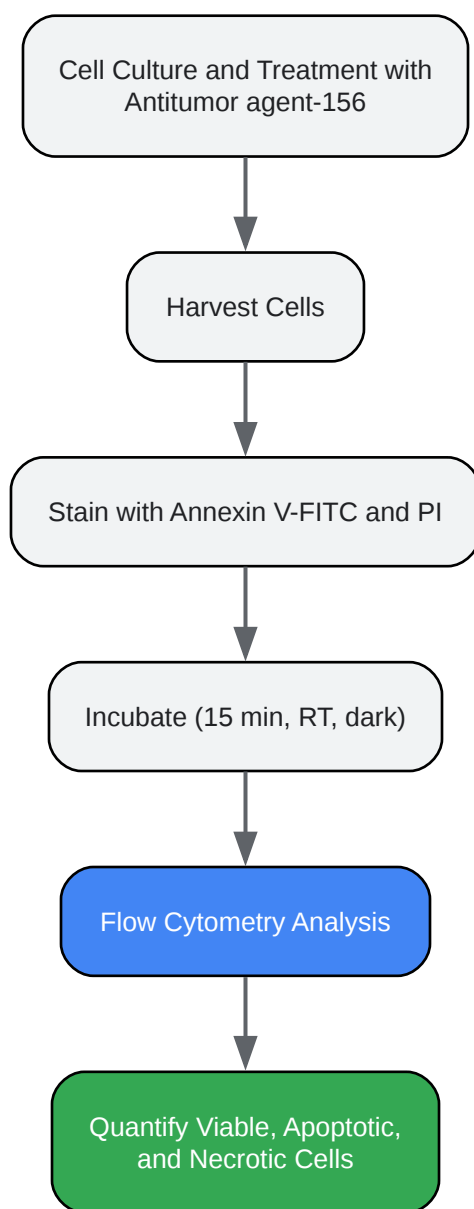 Cell Culture and Treatment with
Antitumor agent-156
Harvest Cells
Stain with Annexin V-FITC and PI
Incubate (15 min, RT, dark)
Flow Cytometry Analysis
Quantify Viable, Apoptotic,
and Necrotic Cells